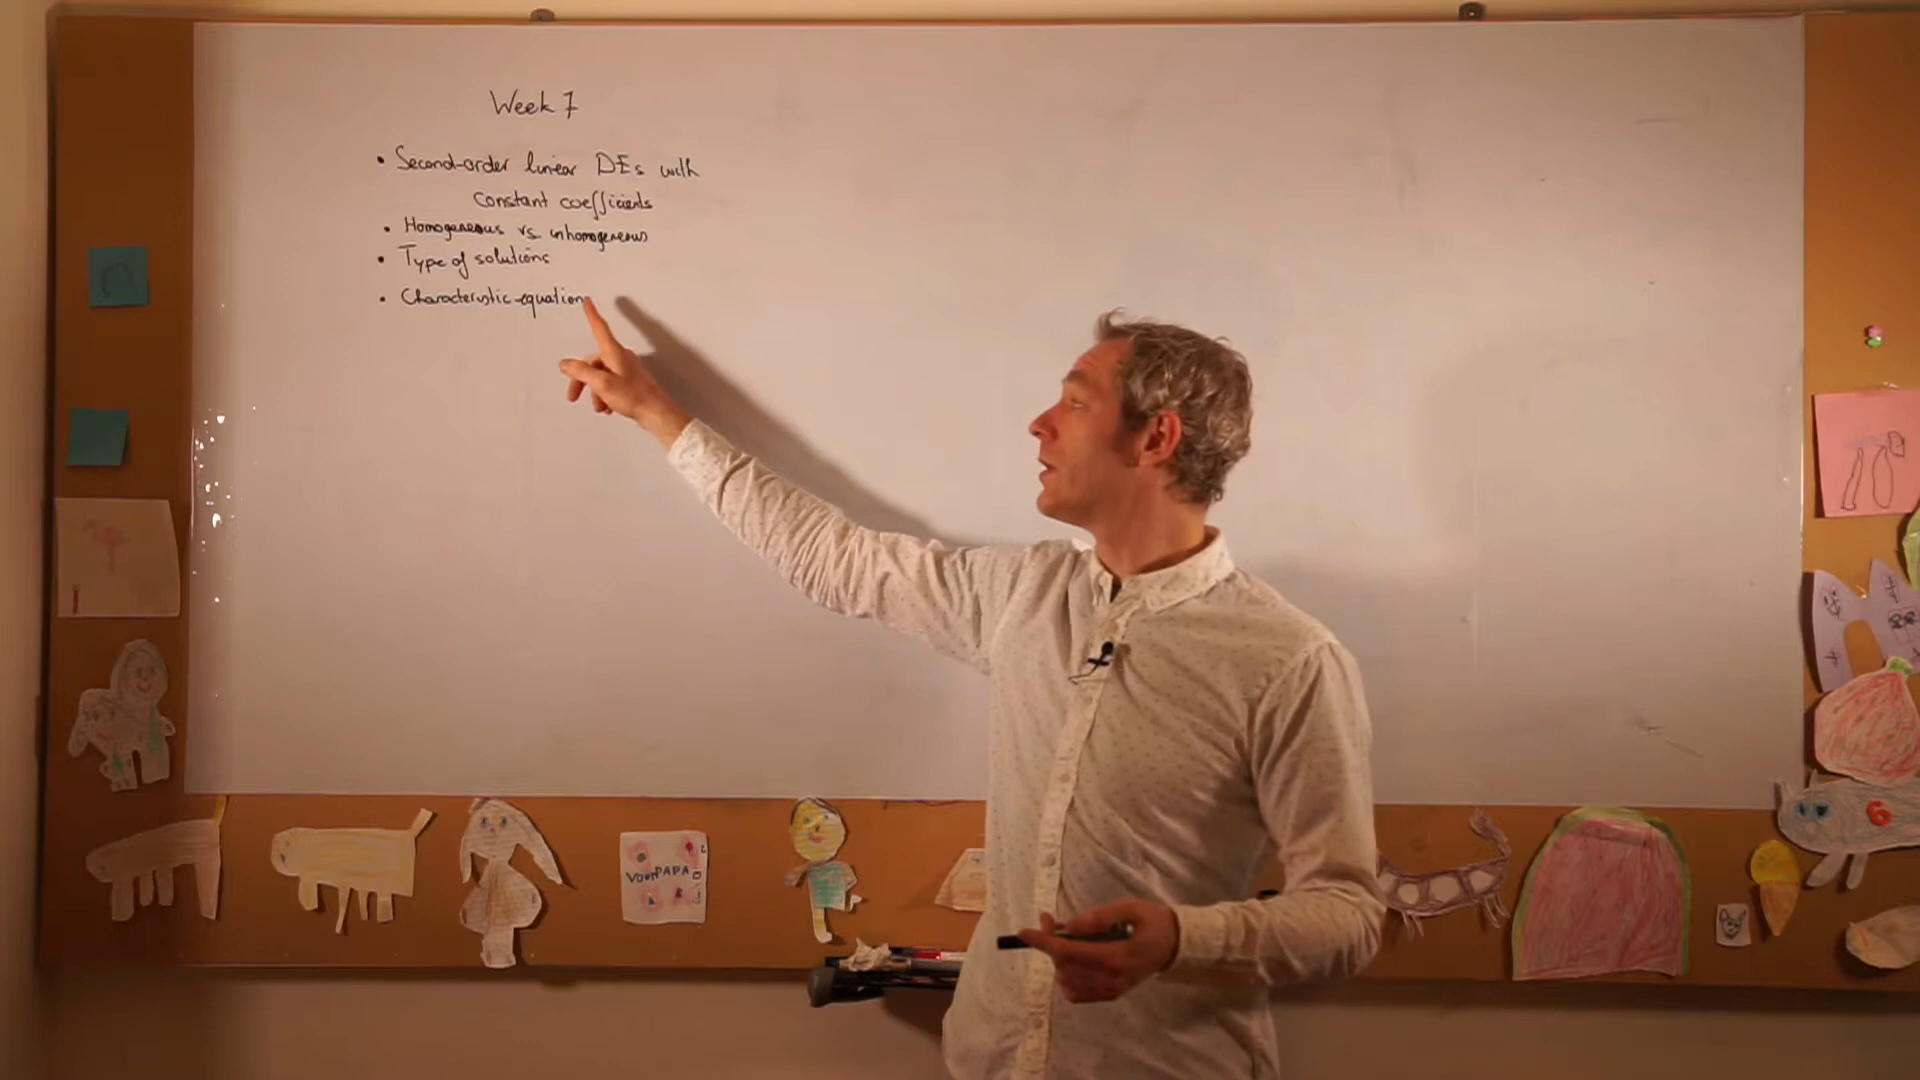 Week 7
• Second-order linear DEs with
constant coefficients
• Homogeneous vs inhomogeneous
• Type of solutions
• Characteristic equation
VOOR PAPA
6